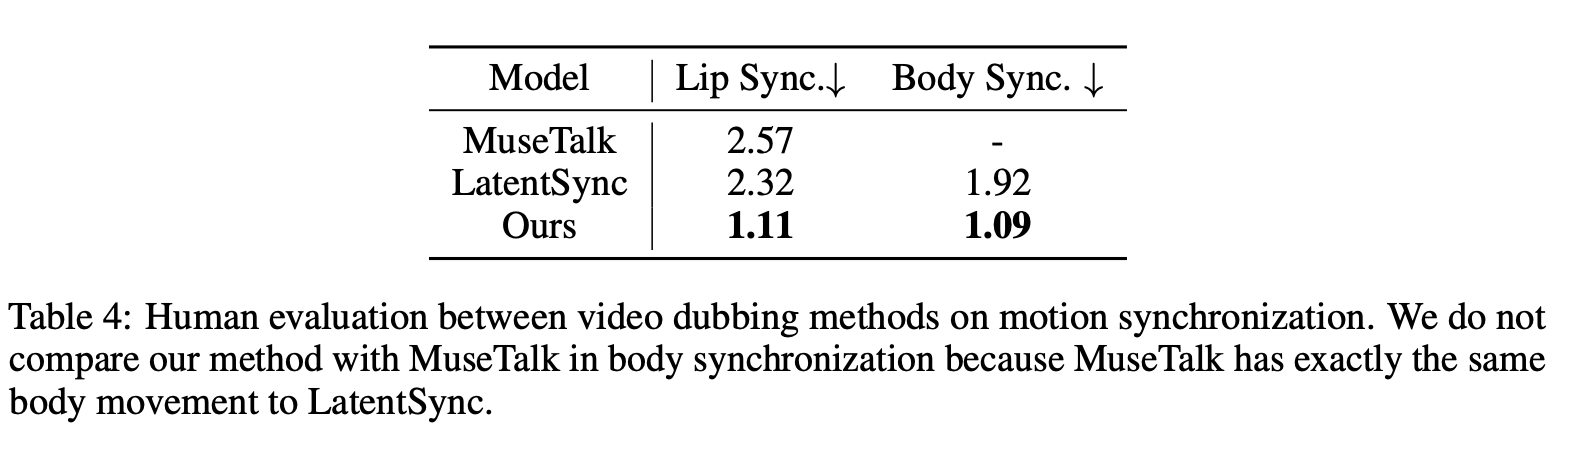 Model Lip Sync.↓ Body Sync. ↓
MuseTalk 2.57 -
LatentSync 2.32 1.92
Ours 1.11 1.09
Table 4: Human evaluation between video dubbing methods on motion synchronization. We do not
compare our method with MuseTalk in body synchronization because MuseTalk has exactly the same
body movement to LatentSync.